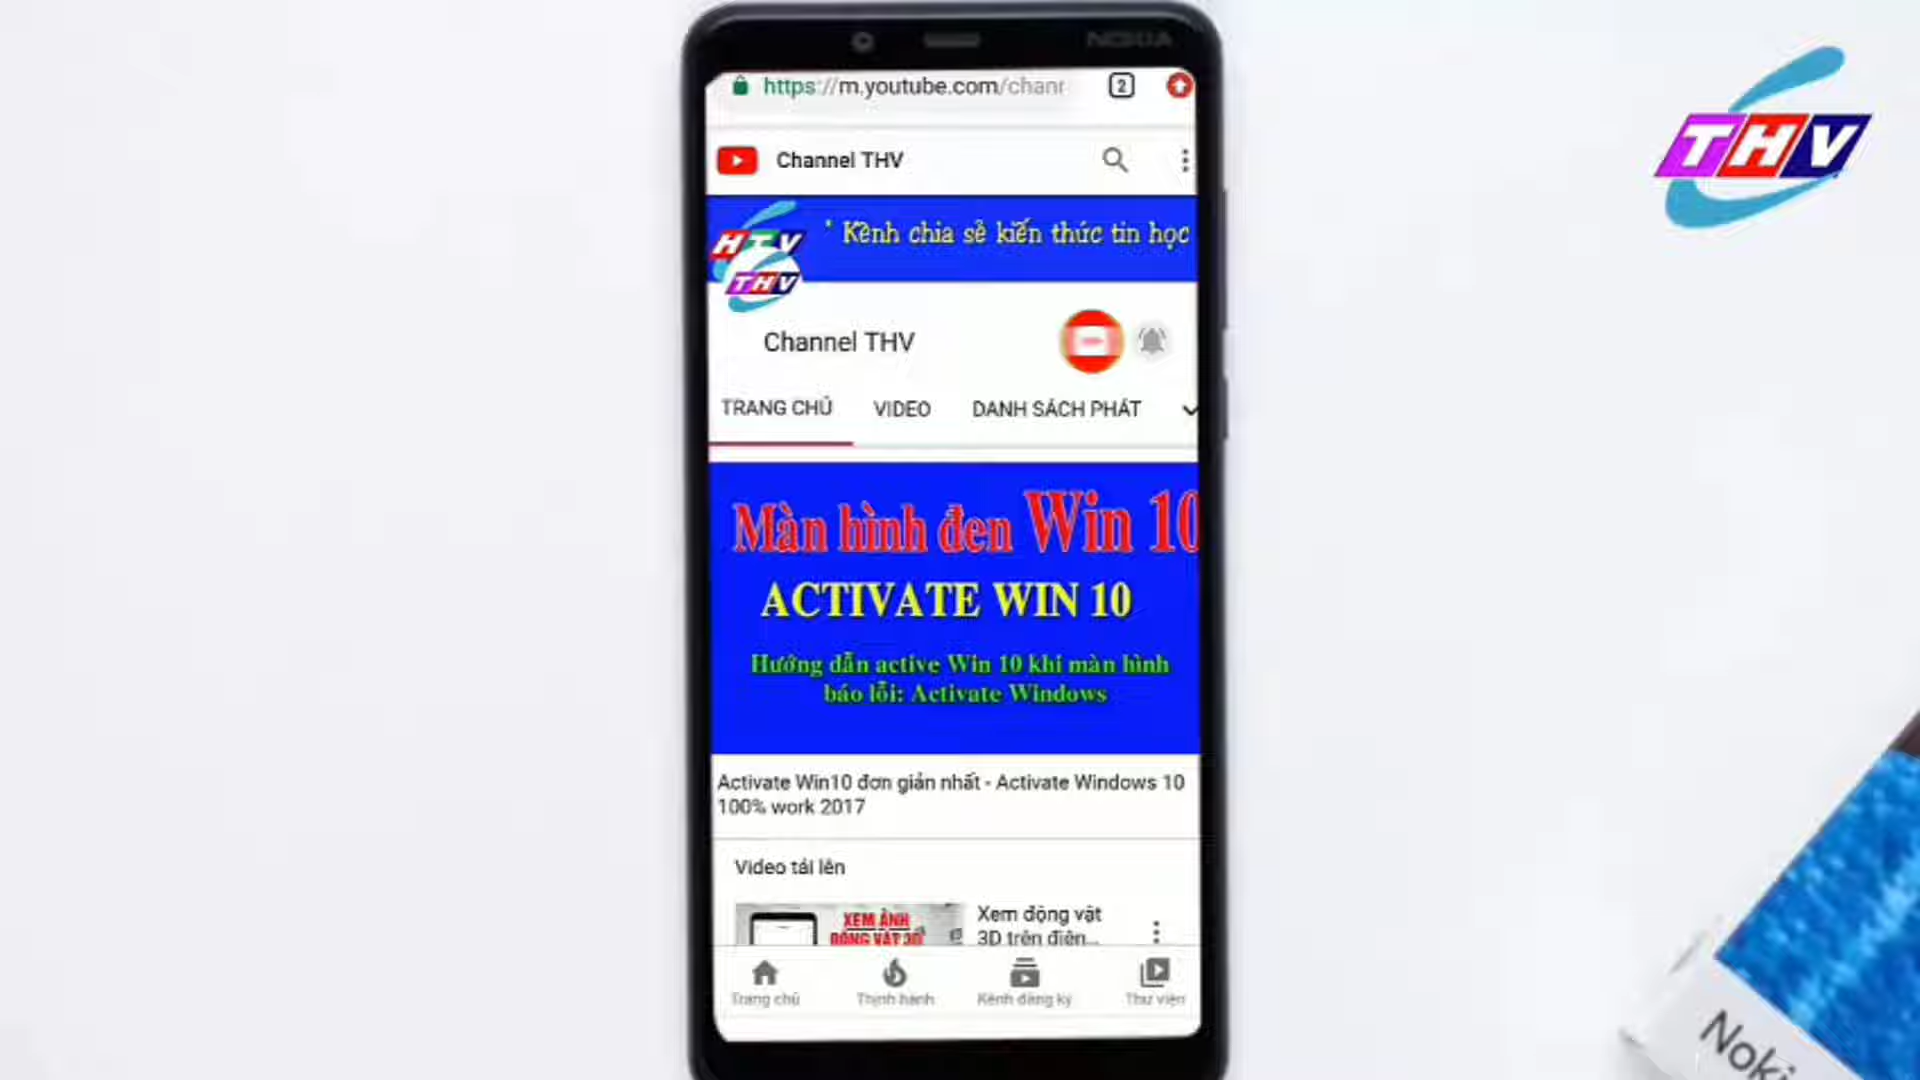 NOKIA
https://m.youtube.com/chanr
2
THV
Channel THV
HTV
THV
* Kênh chia sẻ kiến thức tin học
Channel THV
TRANG CHỦ
VIDEO
DANH SÁCH PHÁT
Màn hình đen Win 10
ACTIVATE WIN 10
Hướng dẫn active Win 10 khi màn hình
báo lỗi: Activate Windows
Activate Win10 đơn giản nhất - Activate Windows 10
100% work 2017
Video tải lên
XEM ẢNH
ĐỘNG VẬT 3D
Xem động vật
3D trên điện...
Trang chủ
Thịnh hành
Kênh đăng ký
Thư viện
Noki